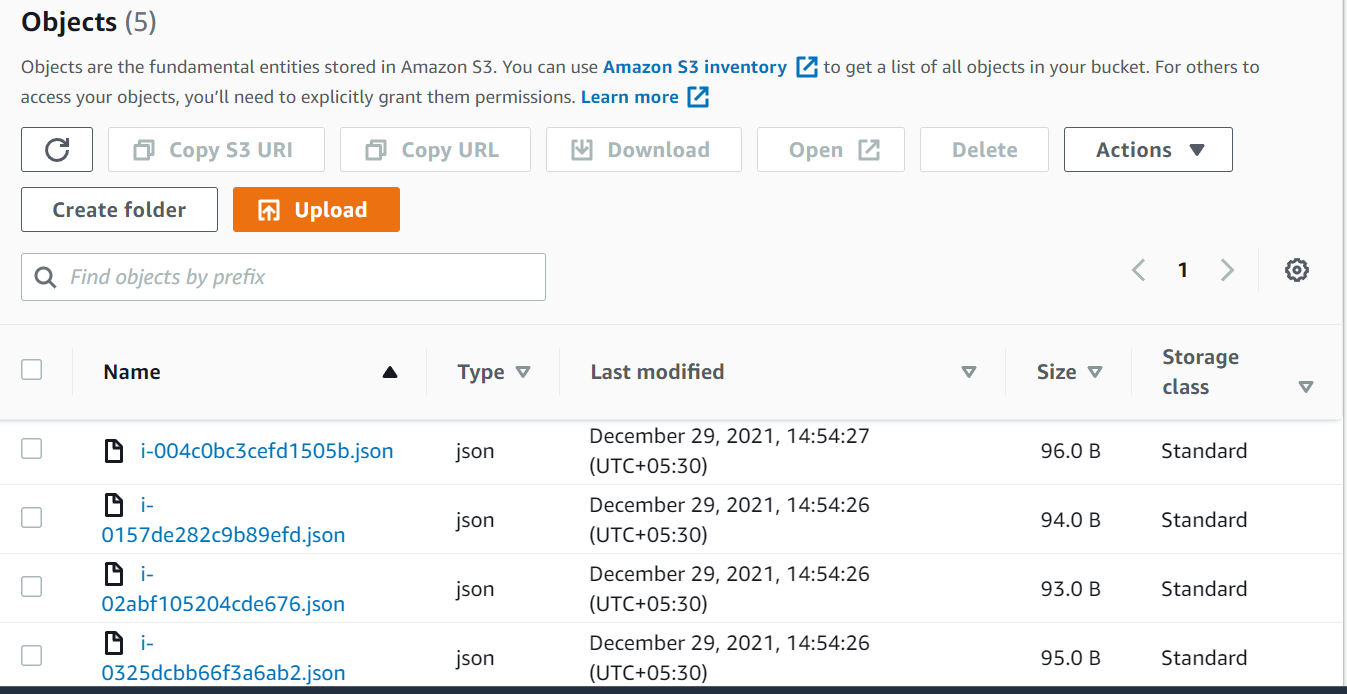 Objects (5)
Objects are the fundamental entities stored in Amazon S3. You can use Amazon S3 inventory to get a list of all objects in your bucket. For others to
access your objects, you'll need to explicitly grant them permissions. Learn more
Copy S3 URI Copy URL Download Open Delete Actions
Create folder Upload
Find objects by prefix
1
Name Type Last modified Size Storage
class
i-004c0bc3cefd1505b.json json December 29, 2021, 14:54:27
(UTC+05:30) 96.0 B Standard
i-
0157de282c9b89efd.json json December 29, 2021, 14:54:26
(UTC+05:30) 94.0 B Standard
i-
02abf105204cde676.json json December 29, 2021, 14:54:26
(UTC+05:30) 93.0 B Standard
i-
0325dcbb66f3a6ab2.json json December 29, 2021, 14:54:26
(UTC+05:30) 95.0 B Standard